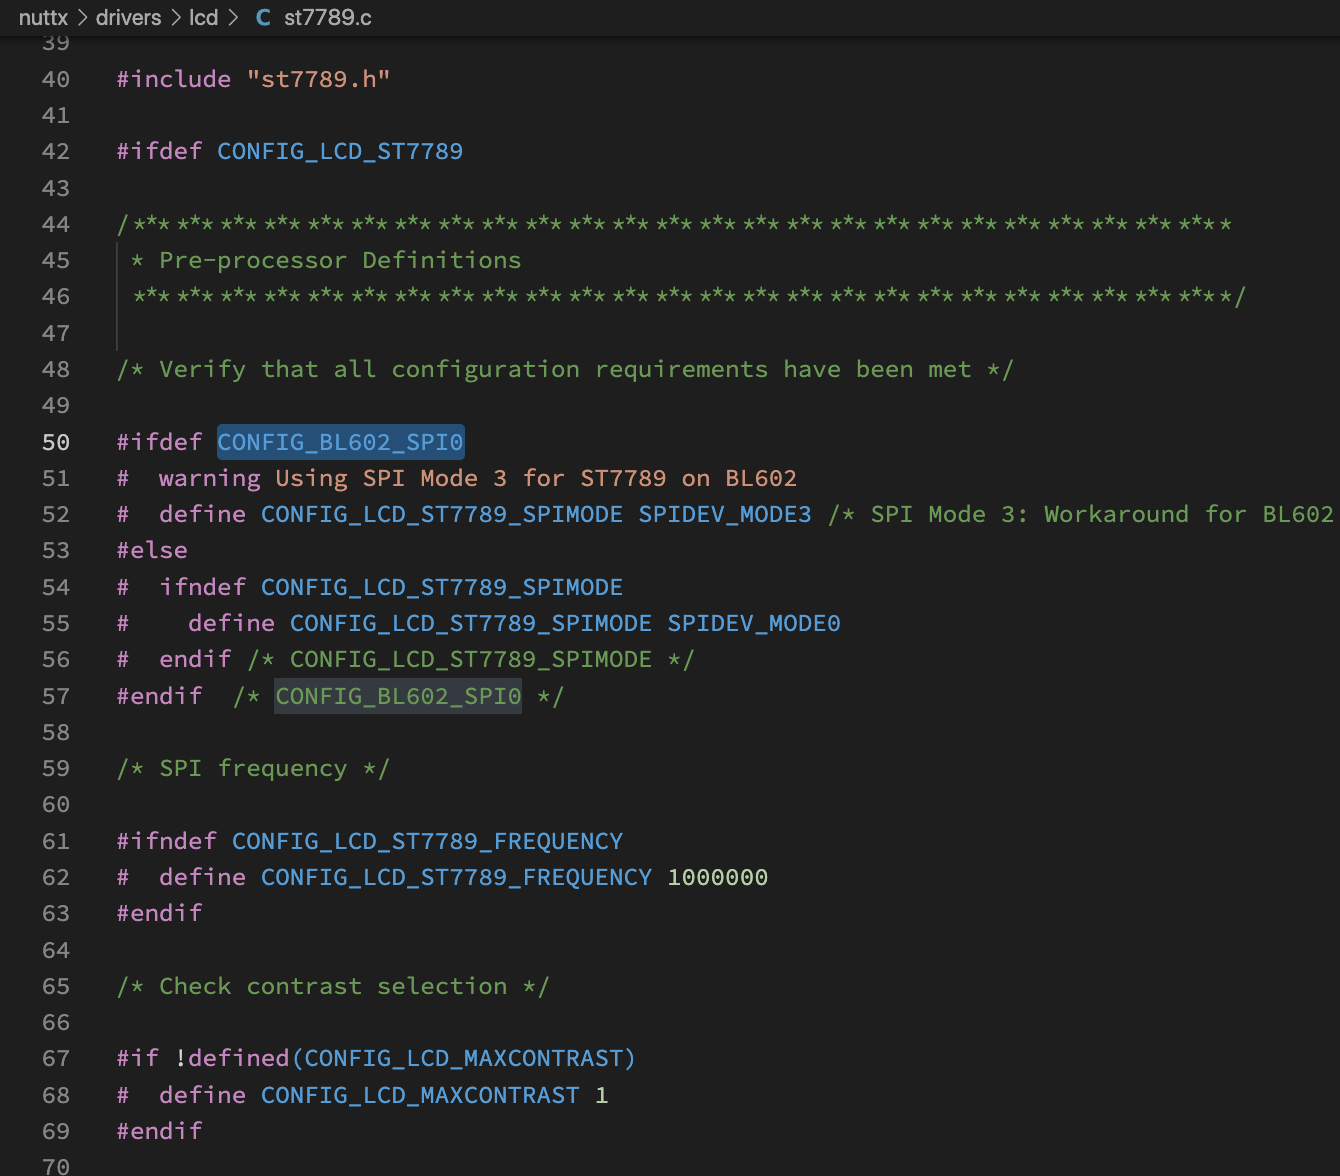 nuttx > drivers > lcd > C st7789.c
39
40 #include "st7789.h"
41
42 #ifdef CONFIG_LCD_ST7789
43
44 /****************************************************************************
45  * Pre-processor Definitions
46  ****************************************************************************/
47
48 /* Verify that all configuration requirements have been met */
49
50 #ifdef CONFIG_BL602_SPI0
51 #  warning Using SPI Mode 3 for ST7789 on BL602
52 #  define CONFIG_LCD_ST7789_SPIMODE SPIDEV_MODE3 /* SPI Mode 3: Workaround for BL602
53 #else
54 #  ifndef CONFIG_LCD_ST7789_SPIMODE
55 #    define CONFIG_LCD_ST7789_SPIMODE SPIDEV_MODE0
56 #  endif /* CONFIG_LCD_ST7789_SPIMODE */
57 #endif  /* CONFIG_BL602_SPI0 */
58
59 /* SPI frequency */
60
61 #ifndef CONFIG_LCD_ST7789_FREQUENCY
62 #  define CONFIG_LCD_ST7789_FREQUENCY 1000000
63 #endif
64
65 /* Check contrast selection */
66
67 #if !defined(CONFIG_LCD_MAXCONTRAST)
68 #  define CONFIG_LCD_MAXCONTRAST 1
69 #endif
70